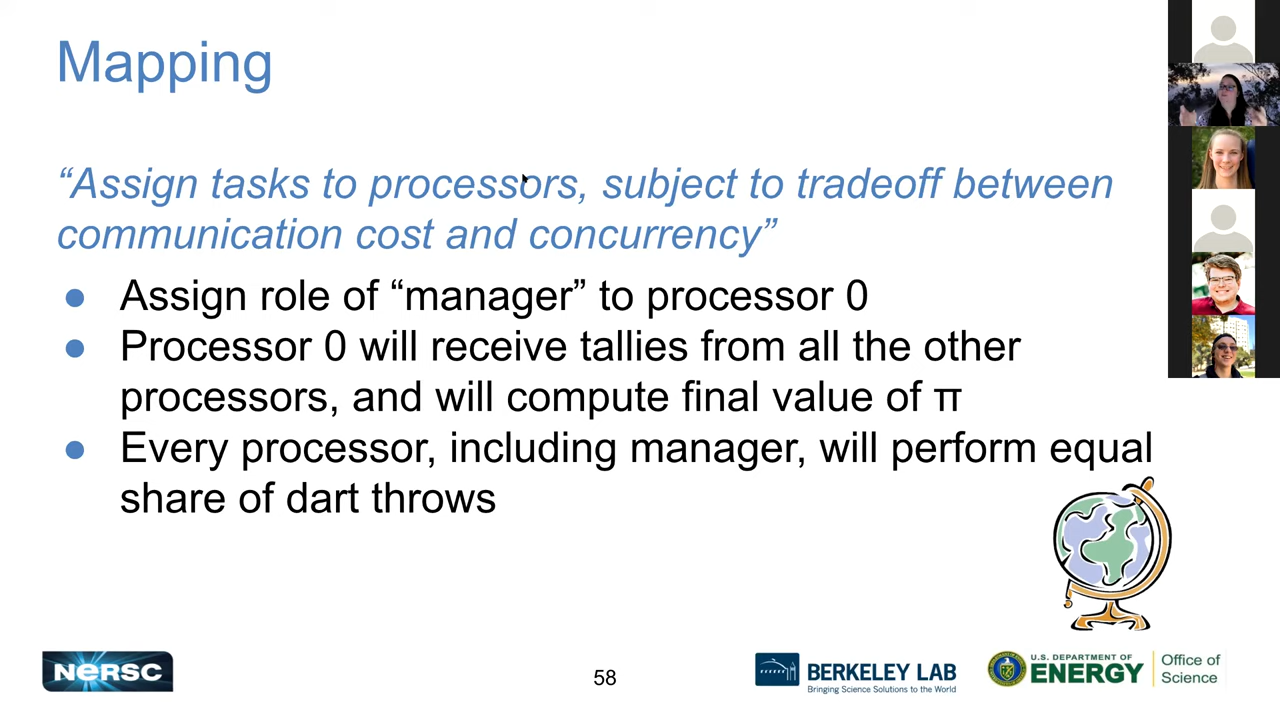 Mapping
“Assign tasks to processors, subject to tradeoff between
communication cost and concurrency”
● Assign role of “manager” to processor 0
● Processor 0 will receive tallies from all the other
processors, and will compute final value of π
● Every processor, including manager, will perform equal
share of dart throws
NERSC
58
BERKELEY LAB
Bringing Science Solutions to the World
U.S. DEPARTMENT OF
ENERGY
Office of
Science